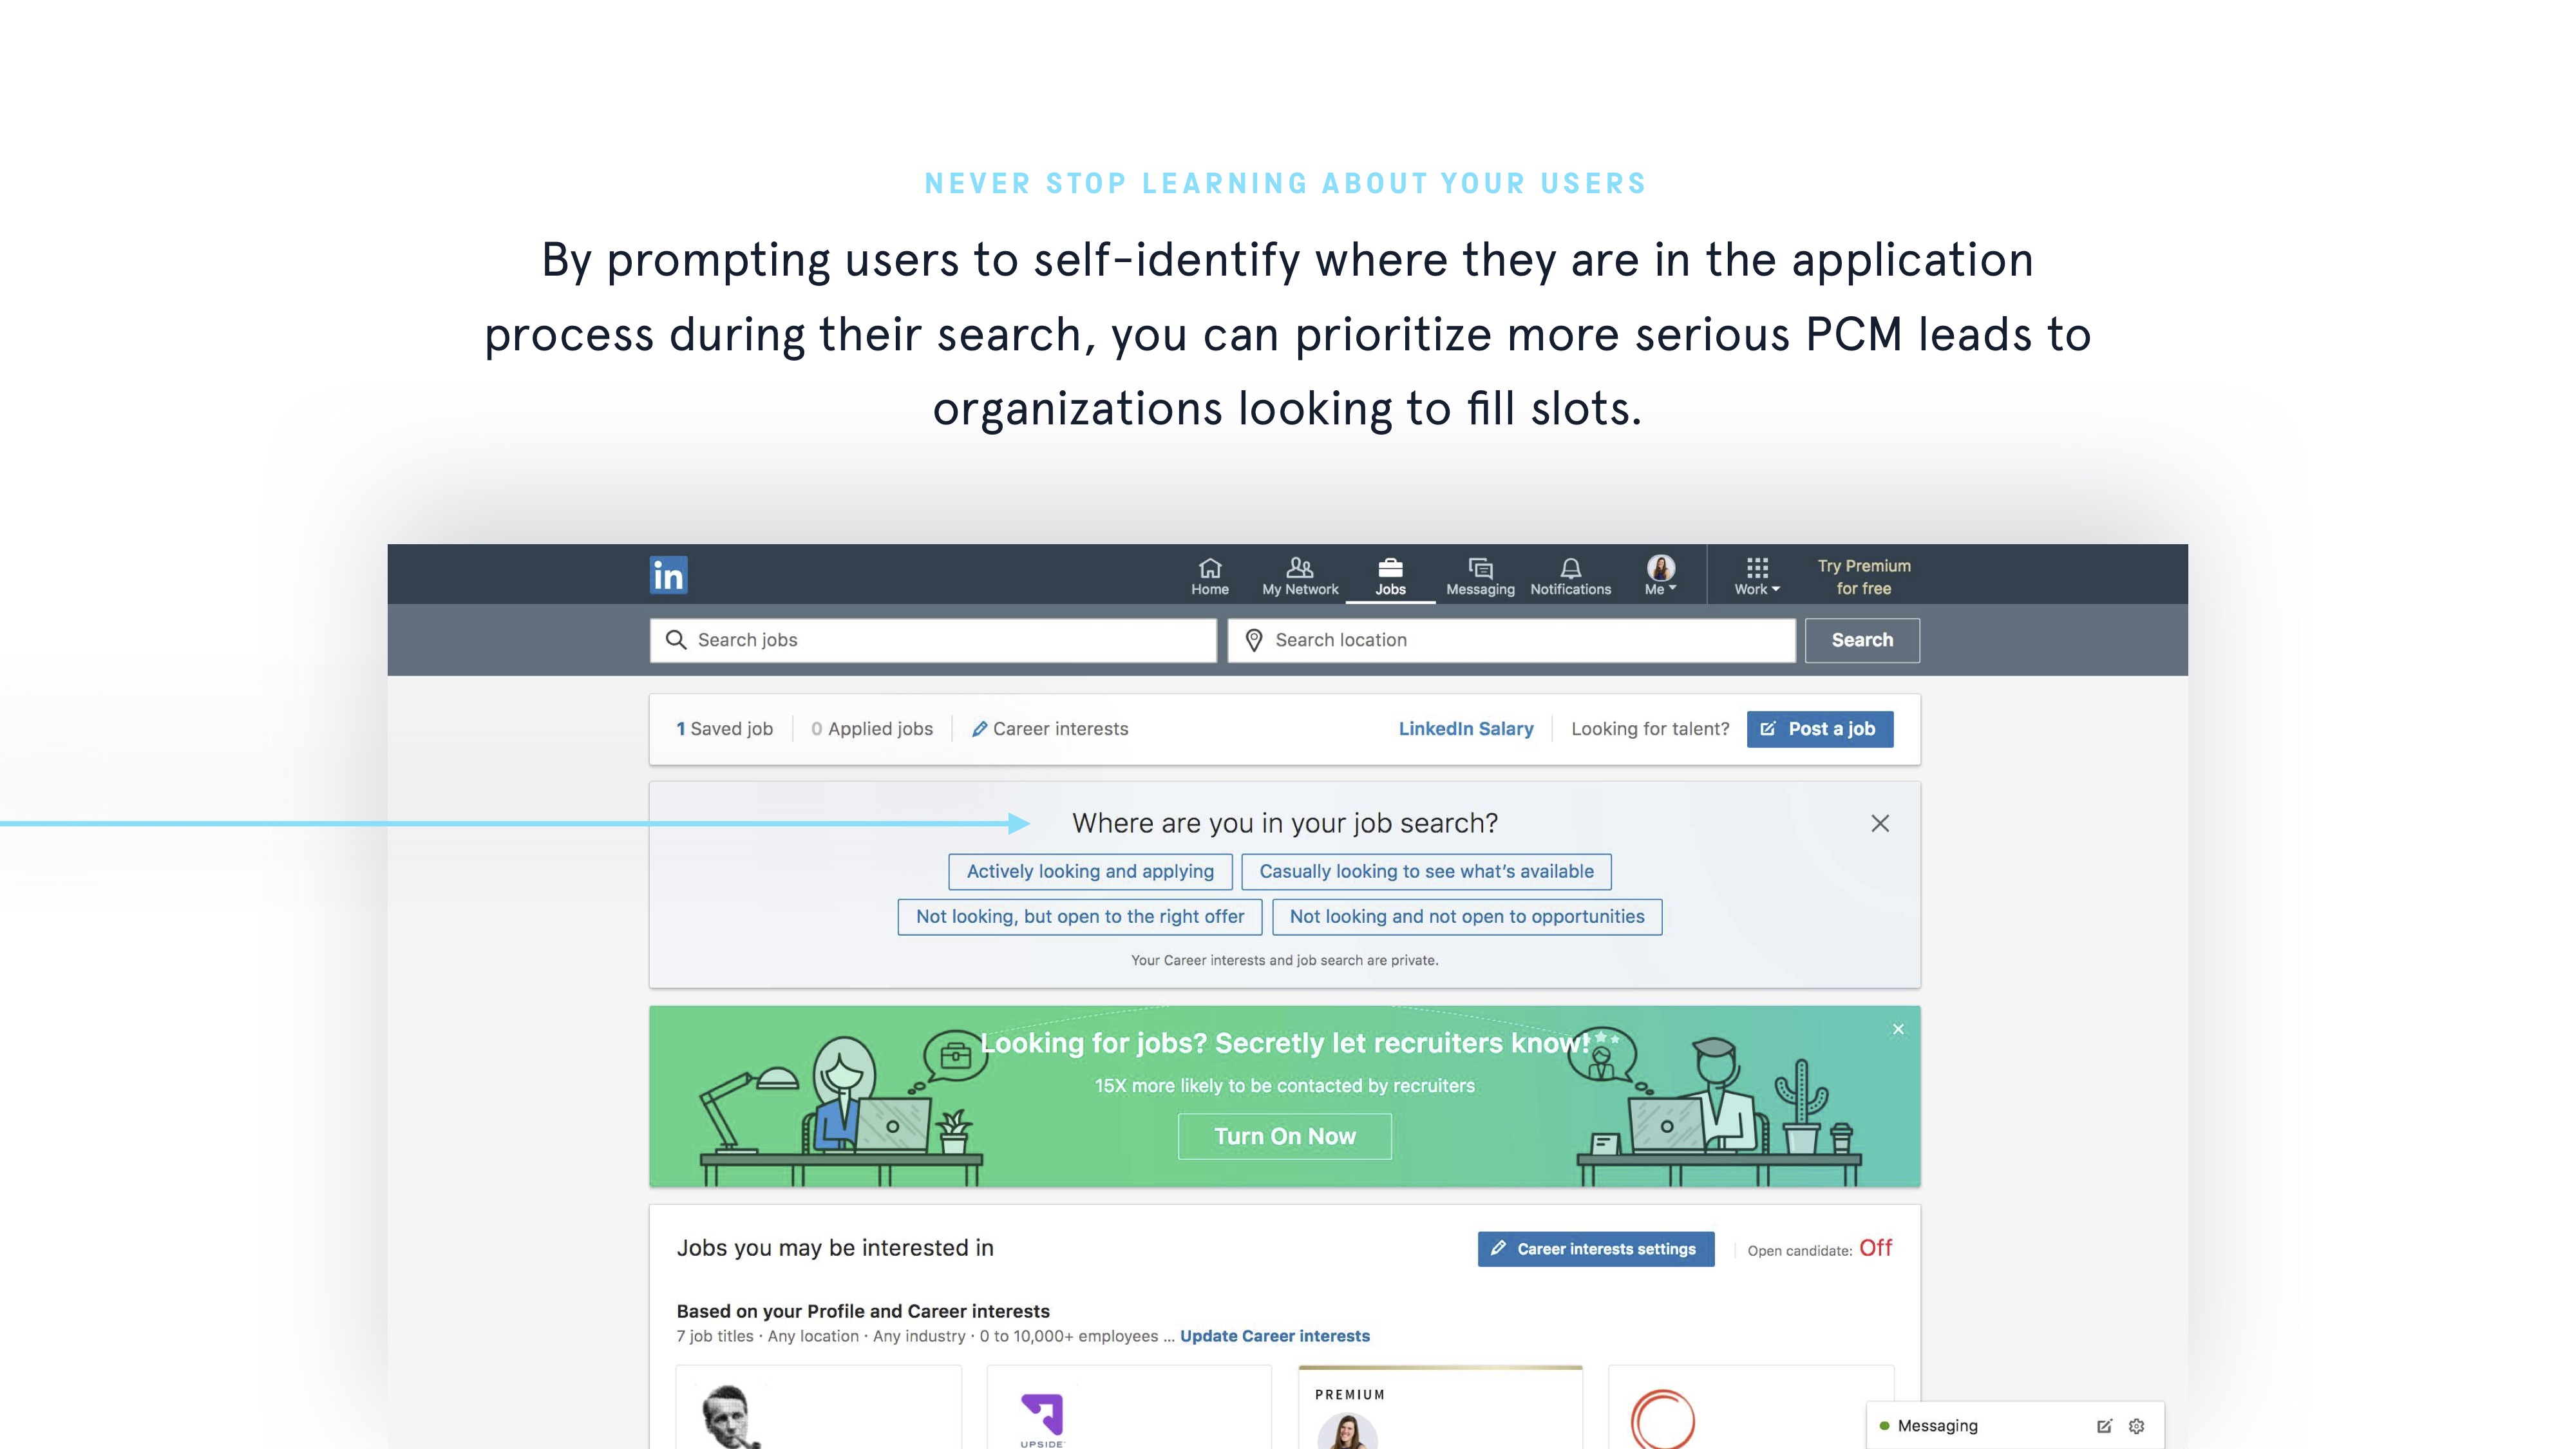 NEVER STOP LEARNING ABOUT YOUR USERS
By prompting users to self-identify where they are in the application
process during their search, you can prioritize more serious PCM leads to
organizations looking to fill slots.
in
Home
My Network
Jobs
Messaging
Notifications
Me
Work
Try Premium
for free
Search jobs
Search location
Search
1 Saved job
0 Applied jobs
Career interests
LinkedIn Salary
Looking for talent?
Post a job
Where are you in your job search?
Actively looking and applying
Casually looking to see what's available
Not looking, but open to the right offer
Not looking and not open to opportunities
Your Career interests and job search are private.
Looking for jobs? Secretly let recruiters know!
15X more likely to be contacted by recruiters
Turn On Now
Jobs you may be interested in
Career interests settings
Open candidate: Off
Based on your Profile and Career interests
7 job titles · Any location · Any industry · 0 to 10,000+ employees ... Update Career interests
UPSIDE
PREMIUM
Messaging